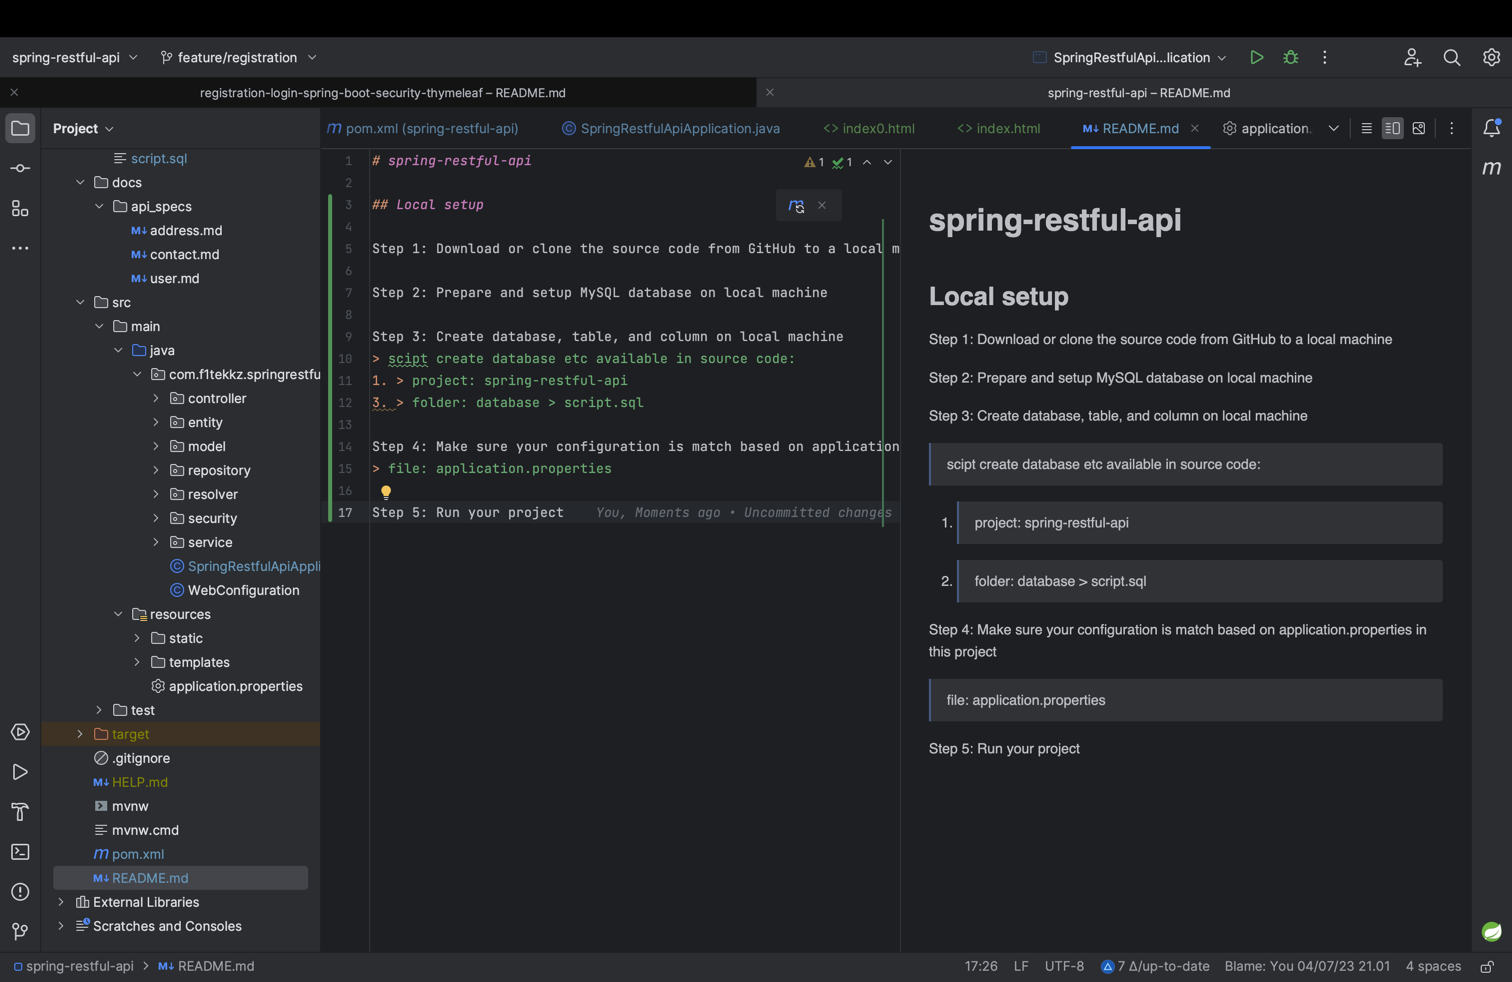 spring-restful-api
feature/registration
SpringRestfulApi...lication
registration-login-spring-boot-security-thymeleaf – README.md
spring-restful-api – README.md
Project
pom.xml (spring-restful-api)
SpringRestfulApiApplication.java
index0.html
index.html
README.md
application.
script.sql
docs
api_specs
address.md
contact.md
user.md
src
main
java
com.f1tekkz.springrestfu
controller
entity
model
repository
resolver
security
service
SpringRestfulApiAppli
WebConfiguration
resources
static
templates
application.properties
test
target
.gitignore
HELP.md
mvnw
mvnw.cmd
pom.xml
README.md
External Libraries
Scratches and Consoles
1 # spring-restful-api
1 1
2
3 ## Local setup
4
5 Step 1: Download or clone the source code from GitHub to a local m
6
7 Step 2: Prepare and setup MySQL database on local machine
8
9 Step 3: Create database, table, and column on local machine
10 > scipt create database etc available in source code:
11 1. > project: spring-restful-api
12 3. > folder: database > script.sql
13
14 Step 4: Make sure your configuration is match based on application
15 > file: application.properties
16
17 Step 5: Run your project You, Moments ago • Uncommitted changes
spring-restful-api
Local setup
Step 1: Download or clone the source code from GitHub to a local machine
Step 2: Prepare and setup MySQL database on local machine
Step 3: Create database, table, and column on local machine
scipt create database etc available in source code:
1. project: spring-restful-api
2. folder: database > script.sql
Step 4: Make sure your configuration is match based on application.properties in
this project
file: application.properties
Step 5: Run your project
spring-restful-api > README.md
17:26 LF UTF-8 7 Δ/up-to-date Blame: You 04/07/23 21.01 4 spaces